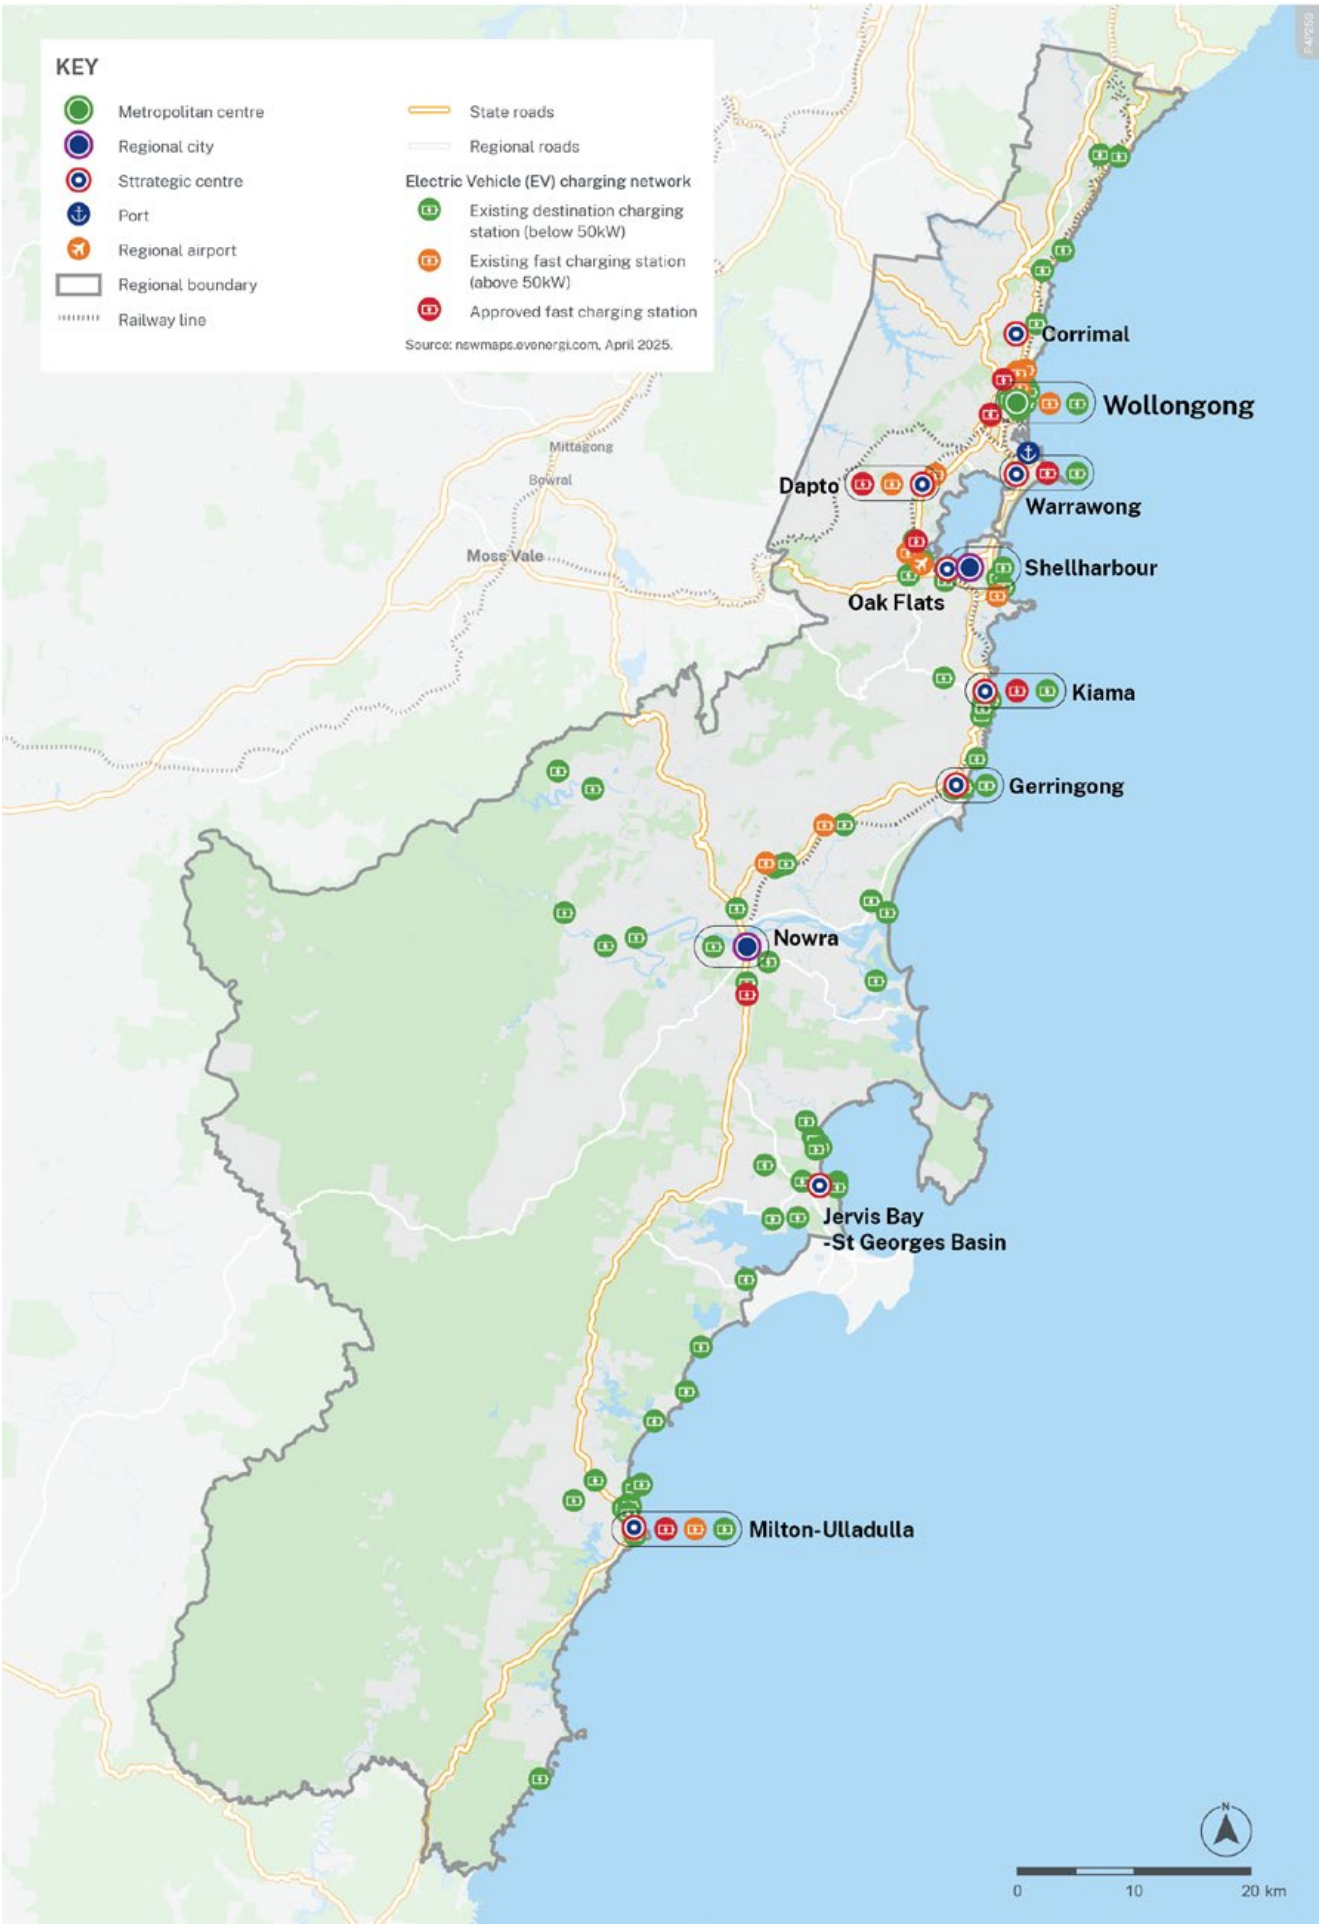 P4P259
KEY
Metropolitan centre
Regional city
Sttrategic centre
Port
Regional airport
Regional boundary
Railway line
State roads
Regional roads
Electric Vehicle (EV) charging network
Existing destination charging
station (below 50kW)
Existing fast charging station
(above 50kW)
Approved fast charging station
Source: nswmaps.evenergi.com, April 2025.
Corrimal
Wollongong
Mittagong
Bowral
Dapto
Warrawong
Moss Vale
Shellharbour
Oak Flats
Kiama
Gerringong
Nowra
Jervis Bay
-St Georges Basin
Milton-Ulladulla
N
0 10 20 km